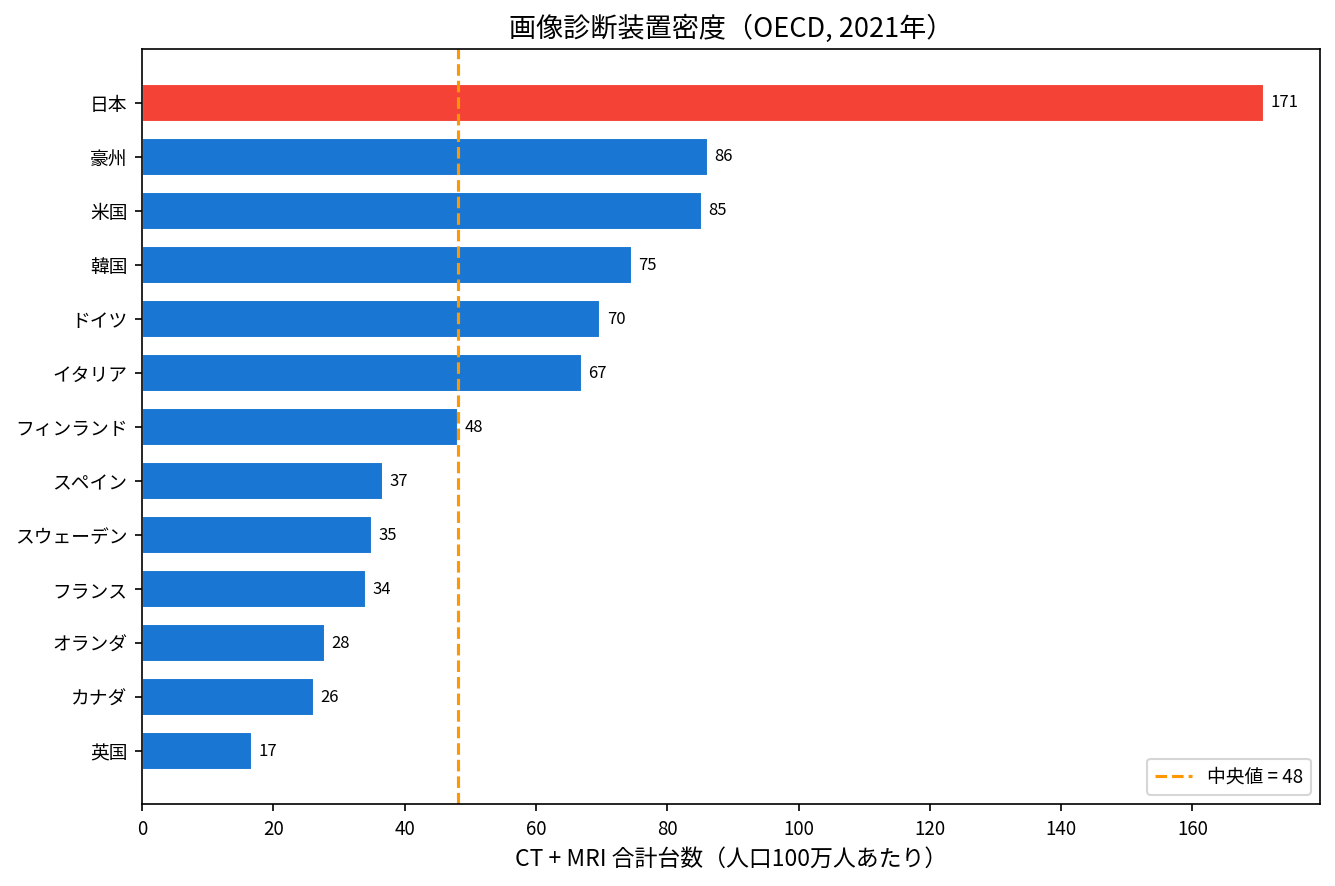 画像診断装置密度（OECD, 2021年）
日本 171
豪州 86
米国 85
韓国 75
ドイツ 70
イタリア 67
フィンランド 48
スペイン 37
スウェーデン 35
フランス 34
オランダ 28
カナダ 26
英国 17
中央値 = 48
0 20 40 60 80 100 120 140 160
CT + MRI 合計台数（人口100万人あたり）